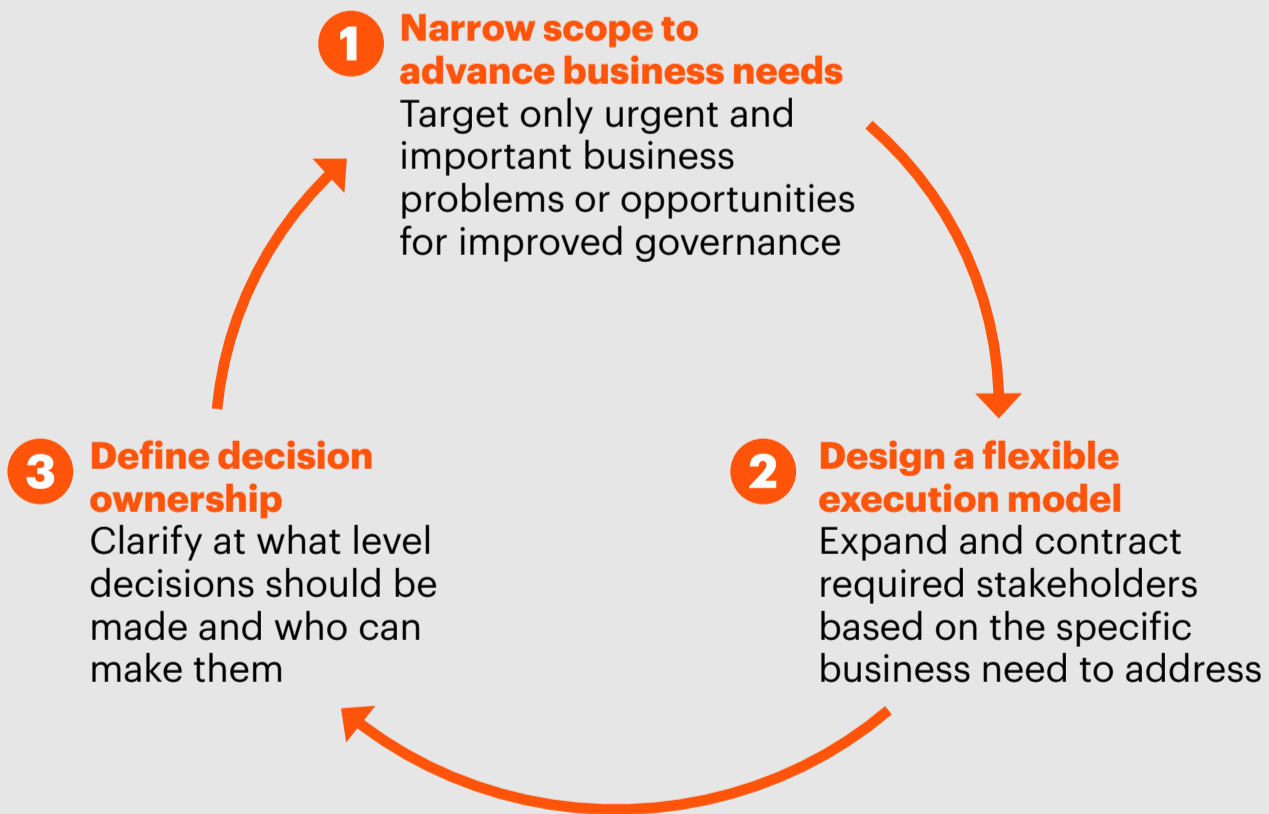 1
Narrow scope to
advance business needs
Target only urgent and
important business
problems or opportunities
for improved governance
2
Design a flexible
execution model
Expand and contract
required stakeholders
based on the specific
business need to address
3
Define decision
ownership
Clarify at what level
decisions should be
made and who can
make them